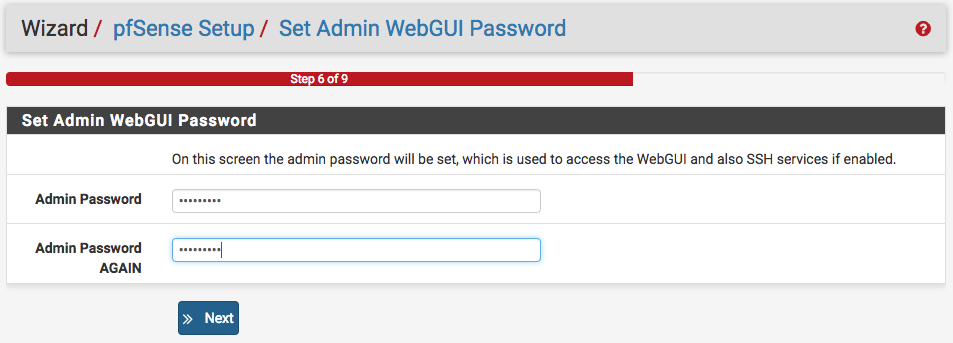 Wizard / pfSense Setup / Set Admin WebGUI Password
Step 6 of 9
Set Admin WebGUI Password
On this screen the admin password will be set, which is used to access the WebGUI and also SSH services if enabled.
Admin Password
•••••••••
Admin Password
AGAIN
•••••••••
» Next